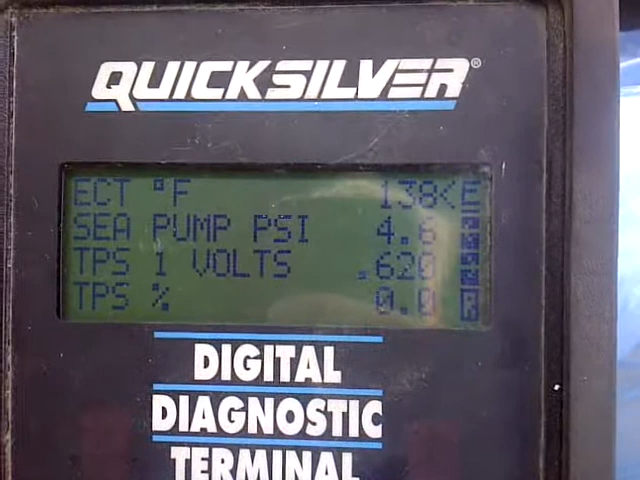 QUICKSILVER®
ECT °F 138<E
SEA PUMP PSI 4.6
TPS 1 VOLTS .620
TPS % 0.0
DIGITAL
DIAGNOSTIC
TERMINAL